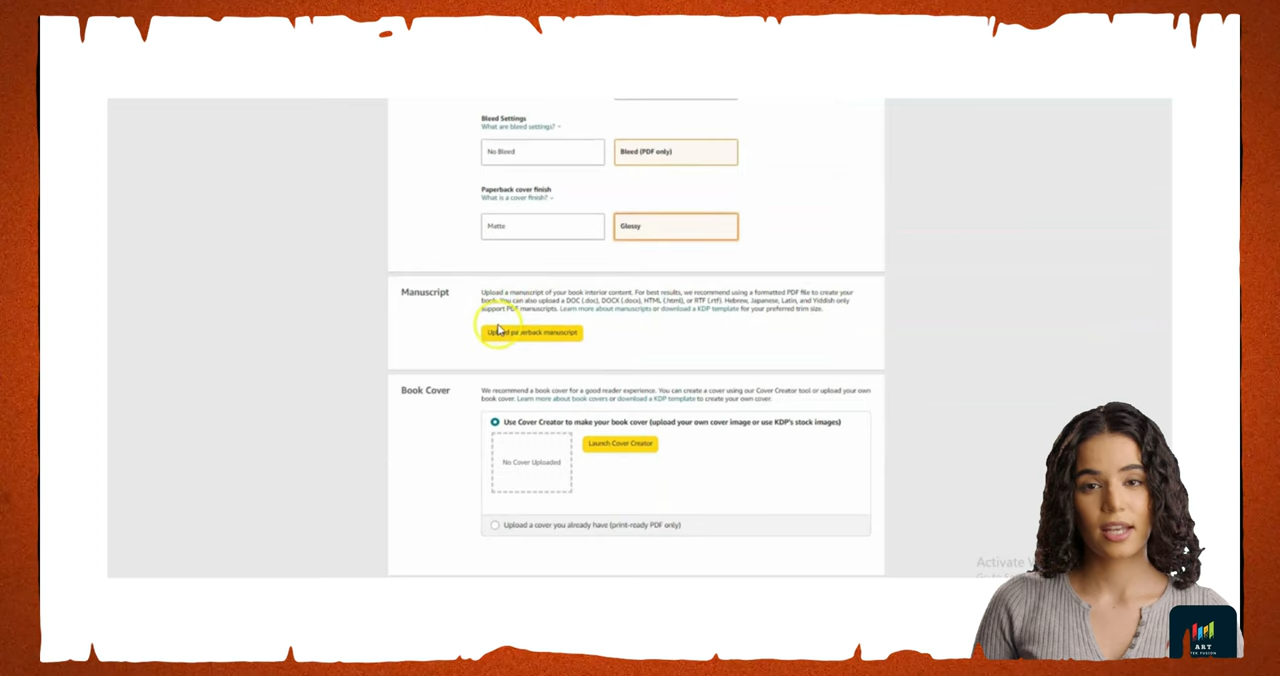 Bleed Settings
What are bleed settings?
No Bleed
Bleed (PDF only)
Paperback cover finish
What is a cover finish?
Matte
Glossy
Manuscript
Upload a manuscript of your book interior content. For best results, we recommend using a formatted PDF file to create your
book. You can also upload a DOC (.doc), DOCX (.docx), HTML (.html), or RTF (.rtf). Hebrew, Japanese, Latin, and Yiddish only
support PDF manuscripts. Learn more about manuscripts or download a KDP template for your preferred trim size.
Upload paperback manuscript
Book Cover
We recommend a book cover for a good reader experience. You can create a cover using our Cover Creator tool or upload your own
book cover. Learn more about book covers or download a KDP template to create your own cover.
Use Cover Creator to make your book cover (upload your own cover image or use KDP's stock images)
Launch Cover Creator
No Cover Uploaded
Upload a cover you already have (print-ready PDF only)
Activate
ART